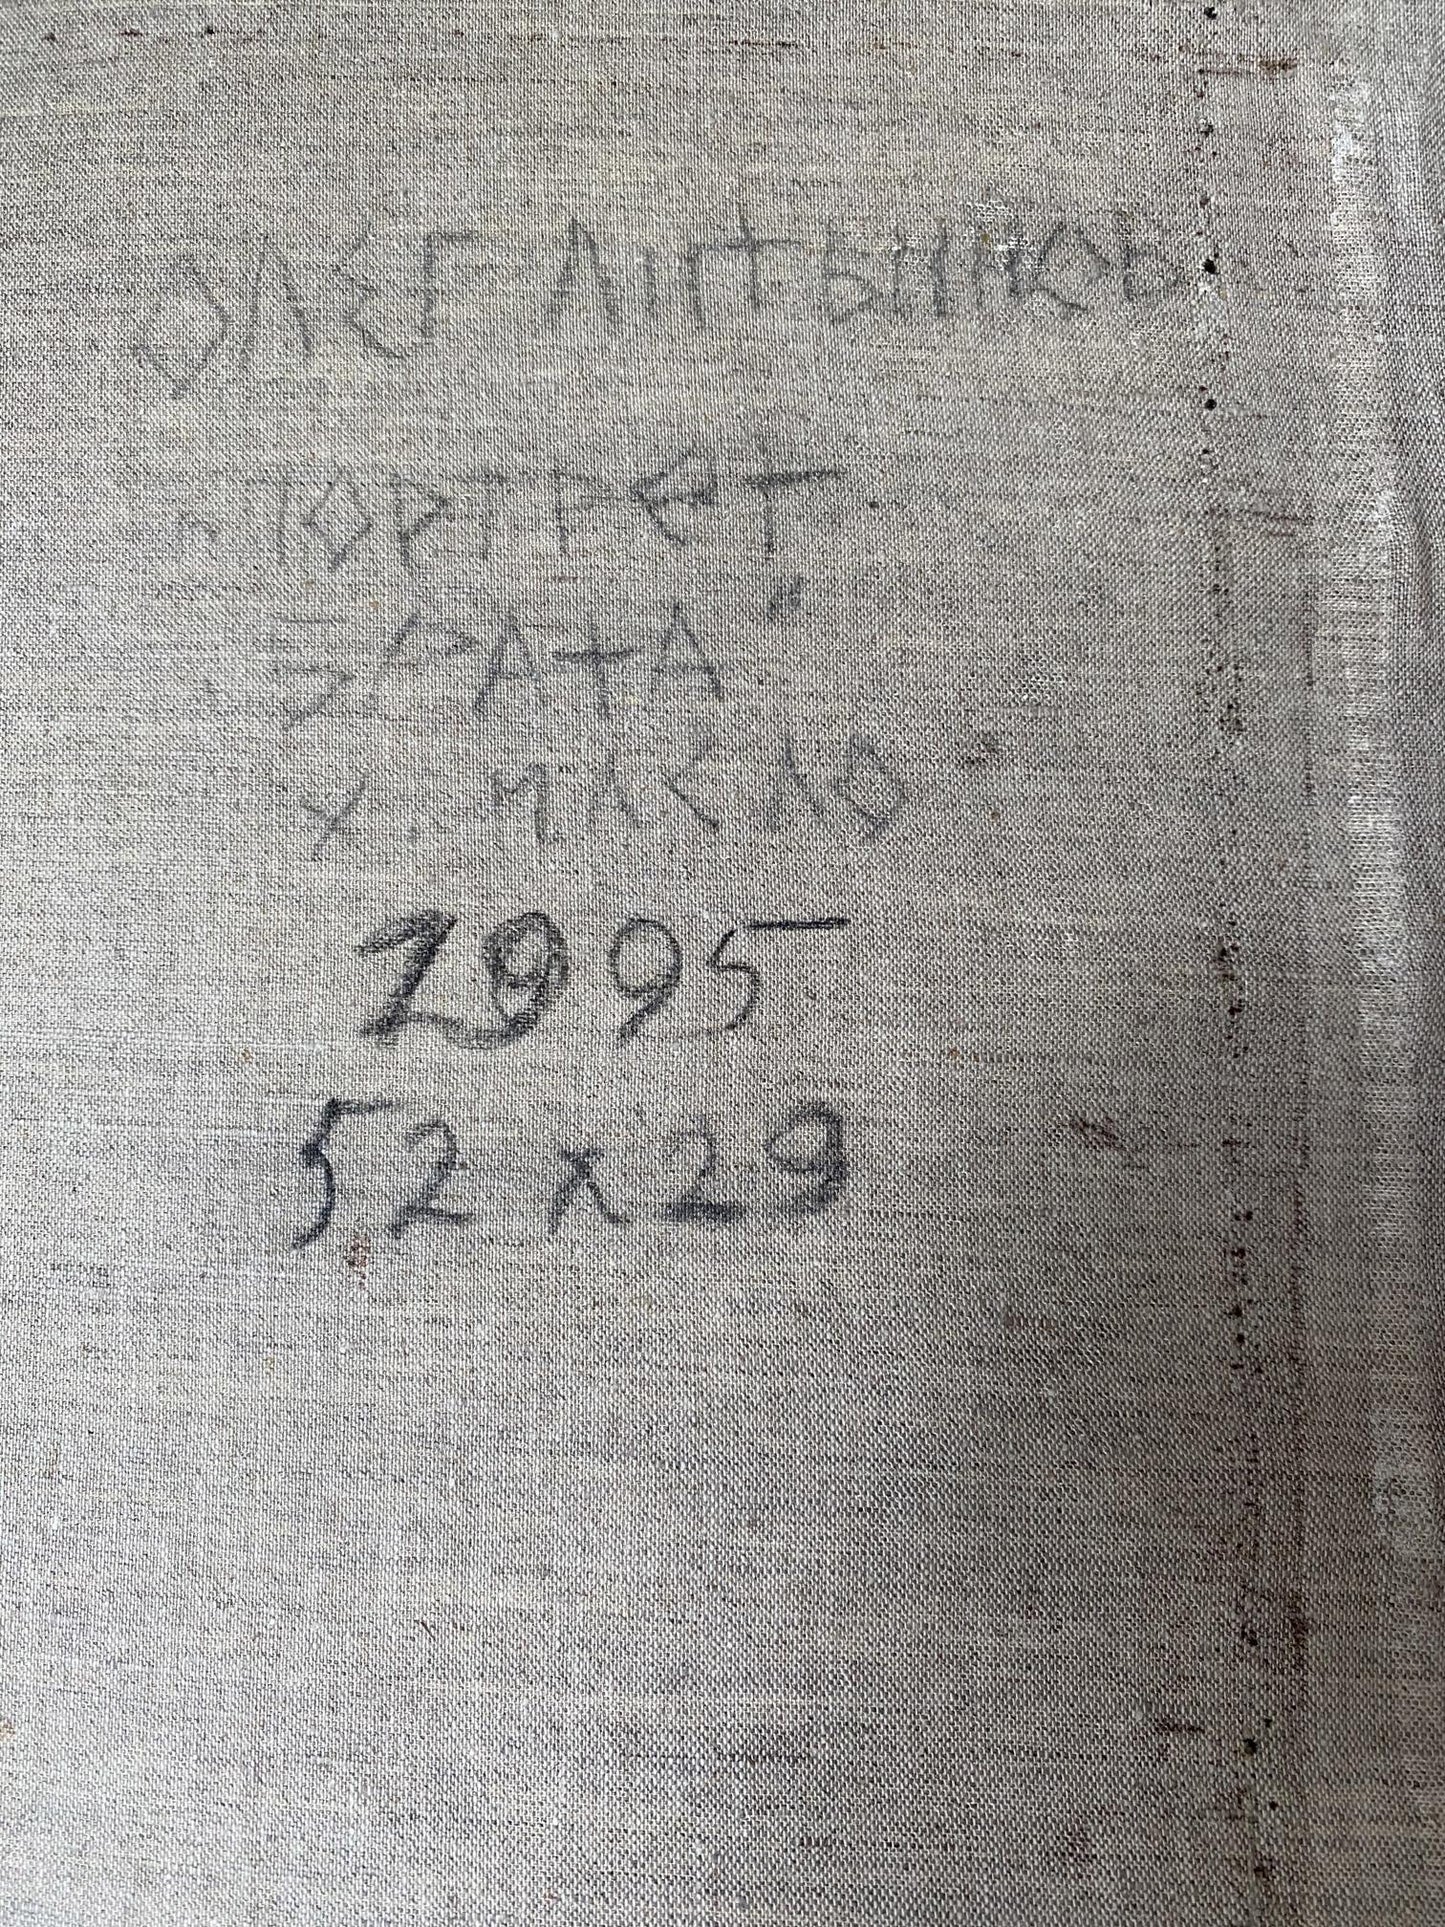 ОЛЕГ ЛИТВИНОВ
"ПОРТРЕТ
БРАТА"
Х. МАСЛО
1995
52 x 29